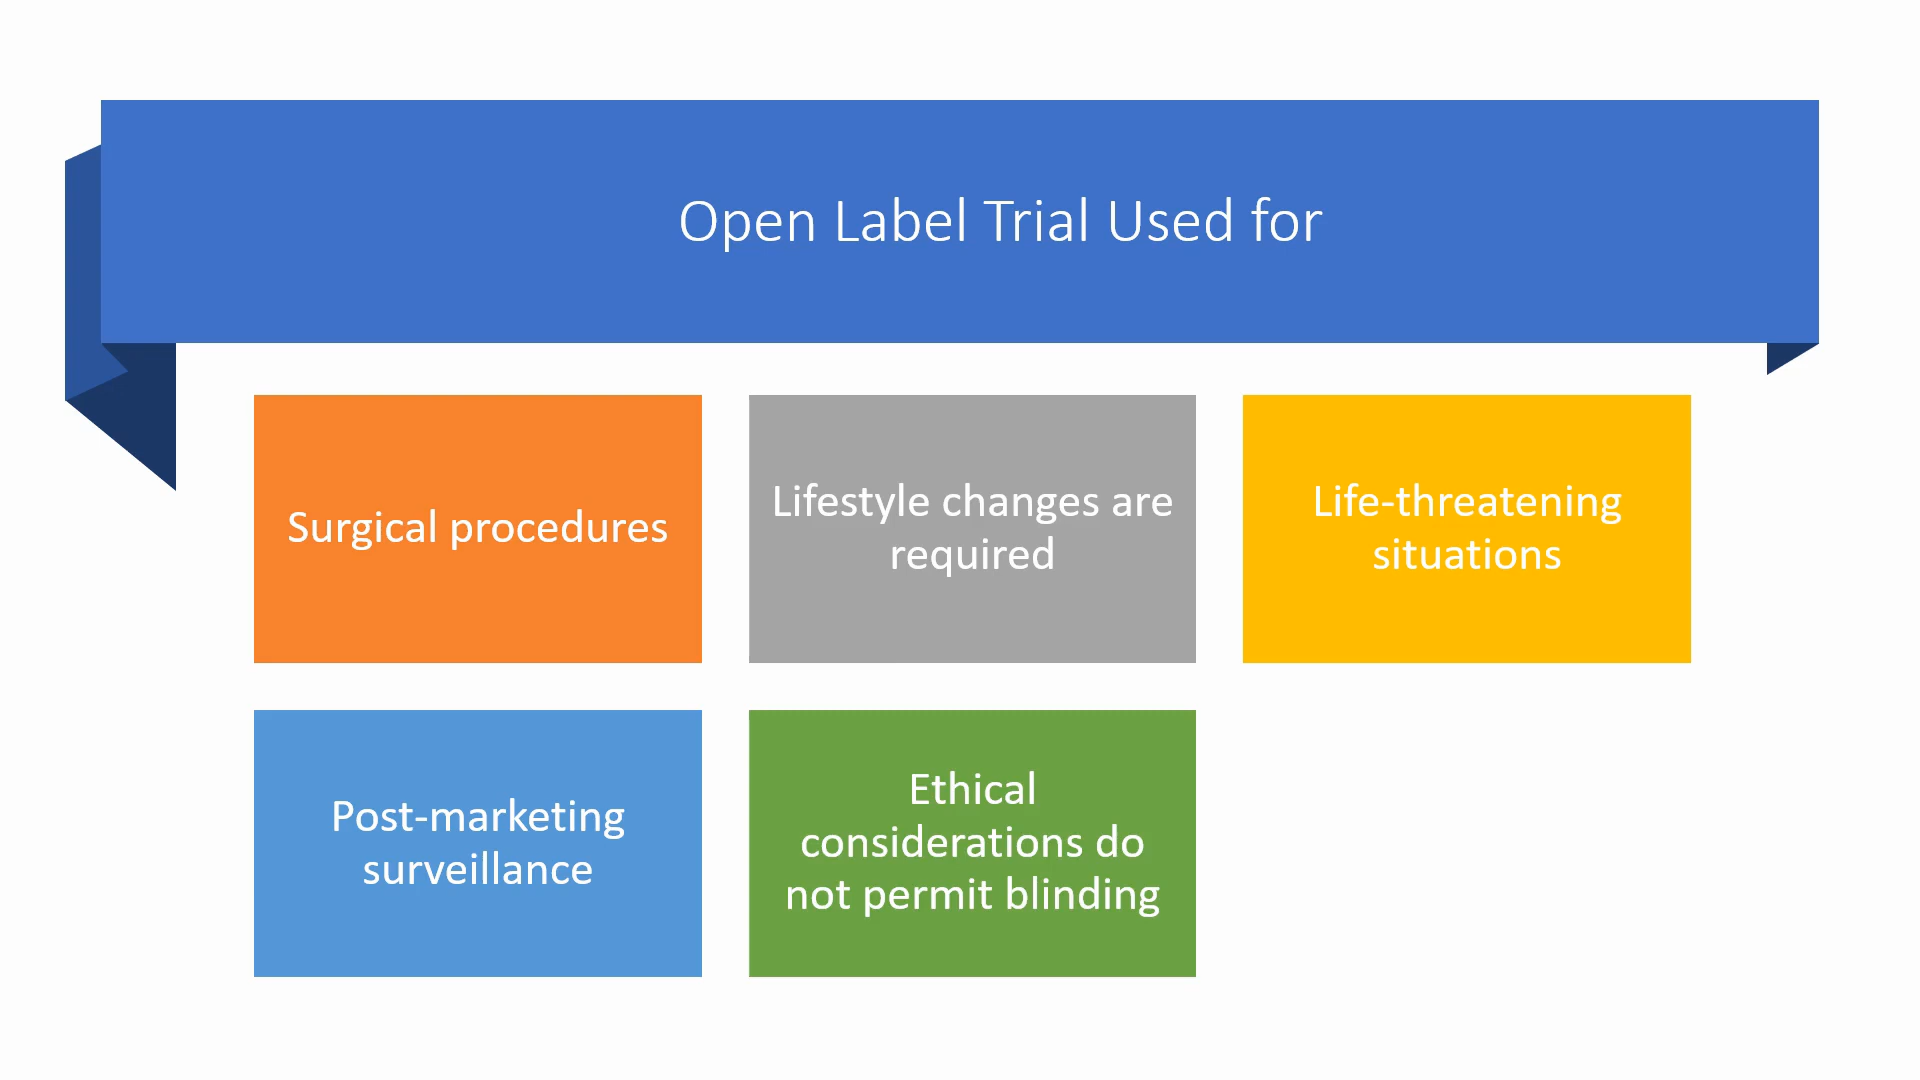 Open Label Trial Used for
Surgical procedures
Lifestyle changes are
required
Life-threatening
situations
Post-marketing
surveillance
Ethical
considerations do
not permit blinding